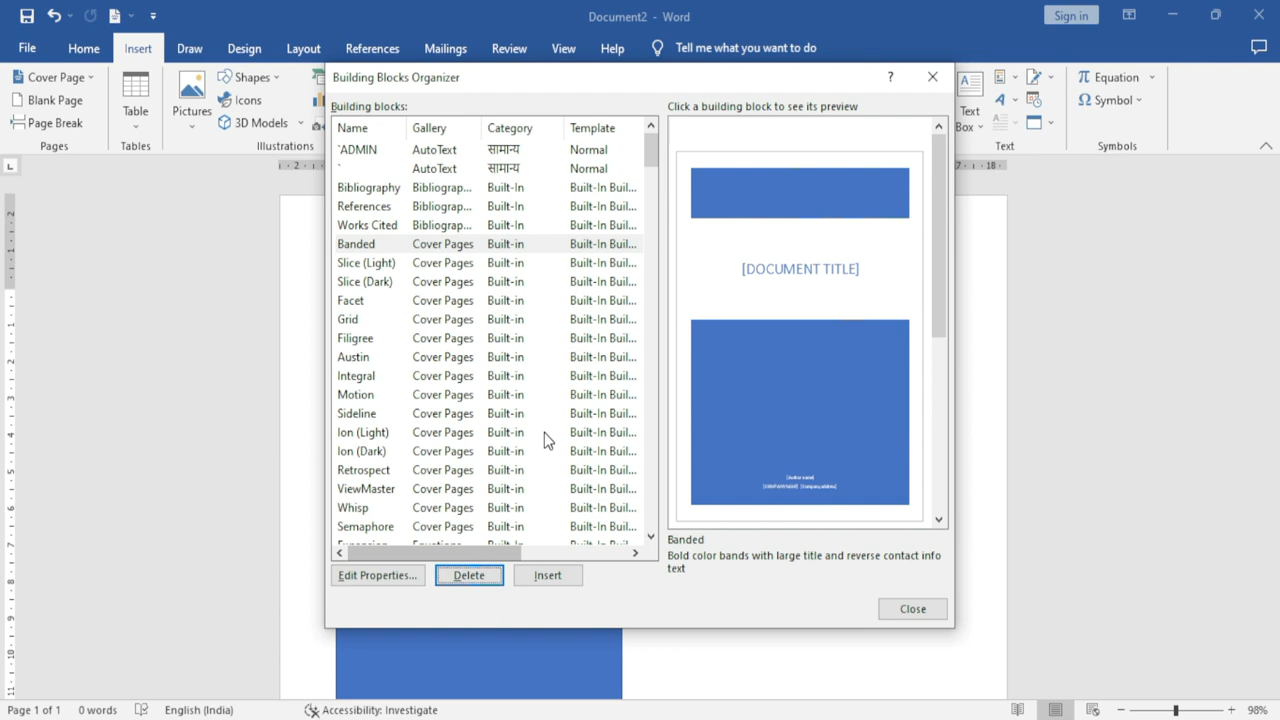 Document2 - Word
Sign in
File Home Insert Draw Design Layout References Mailings Review View Help Tell me what you want to do
Cover Page
Blank Page
Page Break
Pages
Table
Tables
Pictures
Shapes
Icons
3D Models
Illustrations
Text
Box
Text
Equation
Symbol
Symbols
Building Blocks Organizer
Building blocks:
Click a building block to see its preview
Name Gallery Category Template
`ADMIN AutoText सामान्य Normal
` AutoText सामान्य Normal
Bibliography Bibliograp... Built-In Built-In Buil...
References Bibliograp... Built-In Built-In Buil...
Works Cited Bibliograp... Built-In Built-In Buil...
Banded Cover Pages Built-in Built-In Buil...
Slice (Light) Cover Pages Built-in Built-In Buil...
Slice (Dark) Cover Pages Built-in Built-In Buil...
Facet Cover Pages Built-in Built-In Buil...
Grid Cover Pages Built-in Built-In Buil...
Filigree Cover Pages Built-in Built-In Buil...
Austin Cover Pages Built-in Built-In Buil...
Integral Cover Pages Built-in Built-In Buil...
Motion Cover Pages Built-in Built-In Buil...
Sideline Cover Pages Built-in Built-In Buil...
Ion (Light) Cover Pages Built-in Built-In Buil...
Ion (Dark) Cover Pages Built-in Built-In Buil...
Retrospect Cover Pages Built-in Built-In Buil...
ViewMaster Cover Pages Built-in Built-In Buil...
Whisp Cover Pages Built-in Built-In Buil...
Semaphore Cover Pages Built-in Built-In Buil...
[DOCUMENT TITLE]
[Author name]
Banded
Bold color bands with large title and reverse contact info
text
Edit Properties... Delete Insert
Close
Page 1 of 1 0 words English (India) Accessibility: Investigate 98%